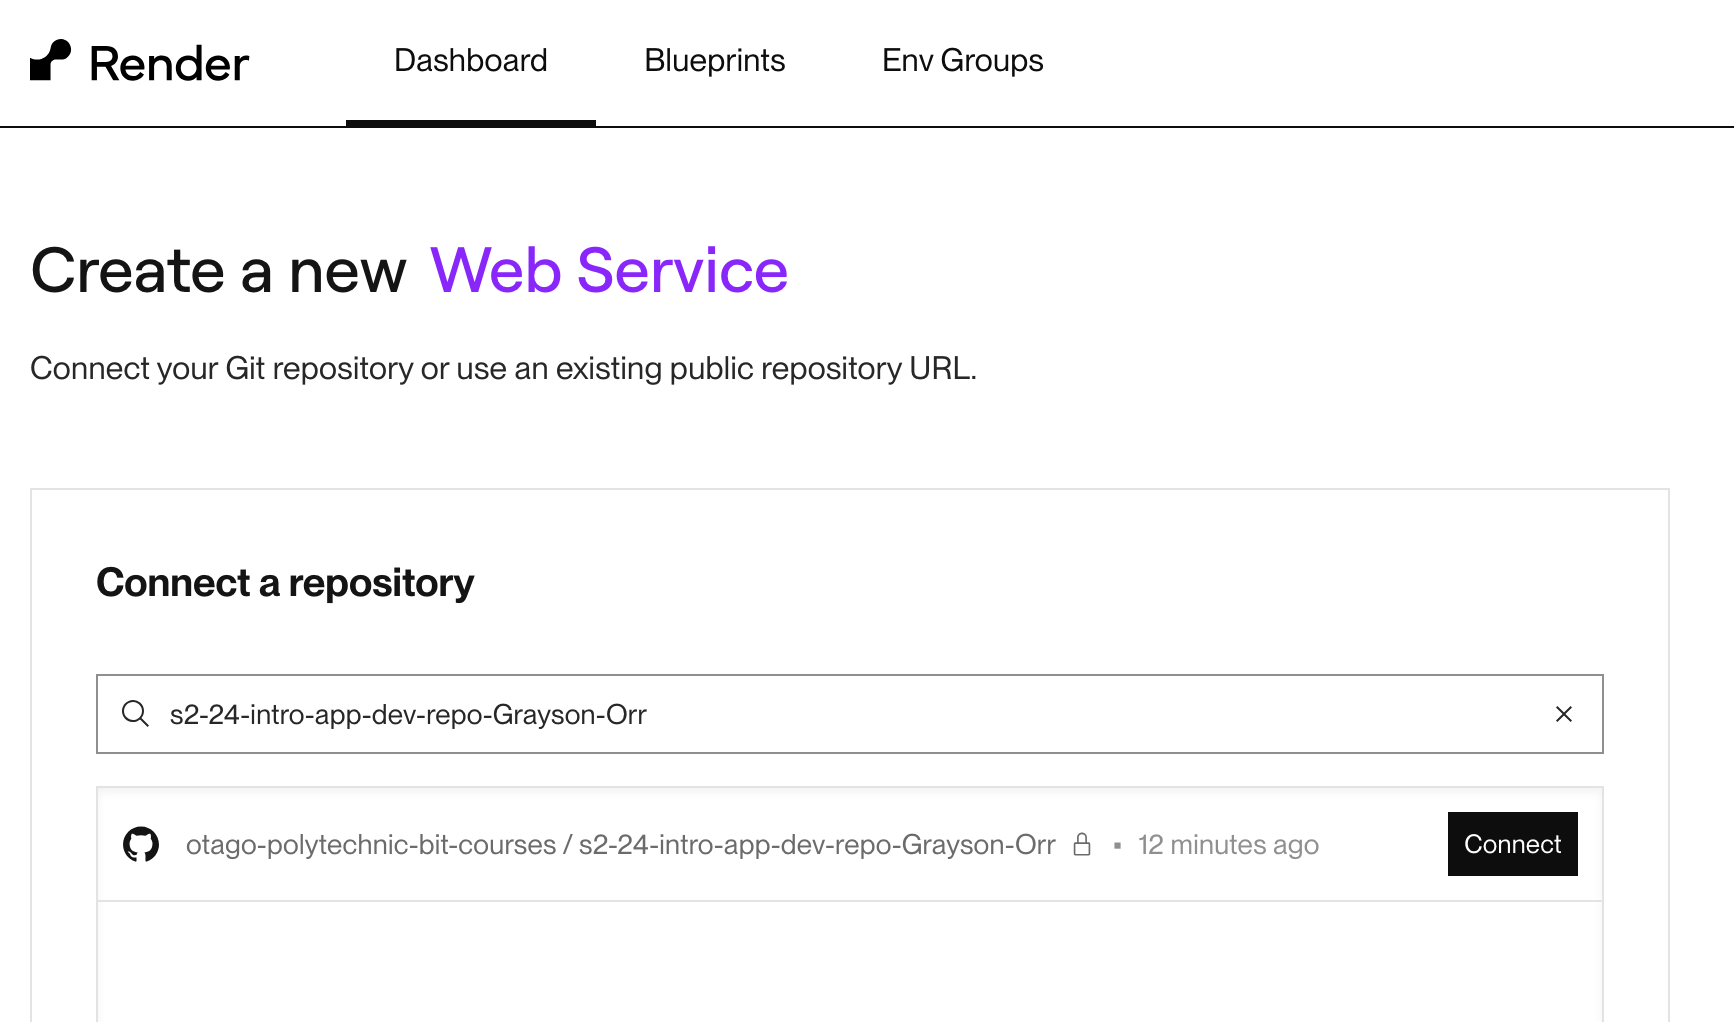 Render Dashboard Blueprints Env Groups
Create a new Web Service
Connect your Git repository or use an existing public repository URL.
Connect a repository
s2-24-intro-app-dev-repo-Grayson-Orr
otago-polytechnic-bit-courses / s2-24-intro-app-dev-repo-Grayson-Orr 12 minutes ago Connect